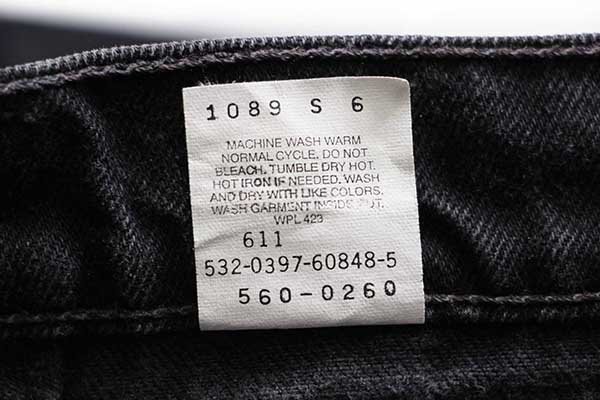 1089 S 6
MACHINE WASH WARM
NORMAL CYCLE. DO NOT
BLEACH. TUMBLE DRY HOT.
HOT IRON IF NEEDED. WASH
AND DRY WITH LIKE COLORS.
WASH GARMENT INSIDE OUT.
WPL 423
611
532-0397-60848-5
560-0260